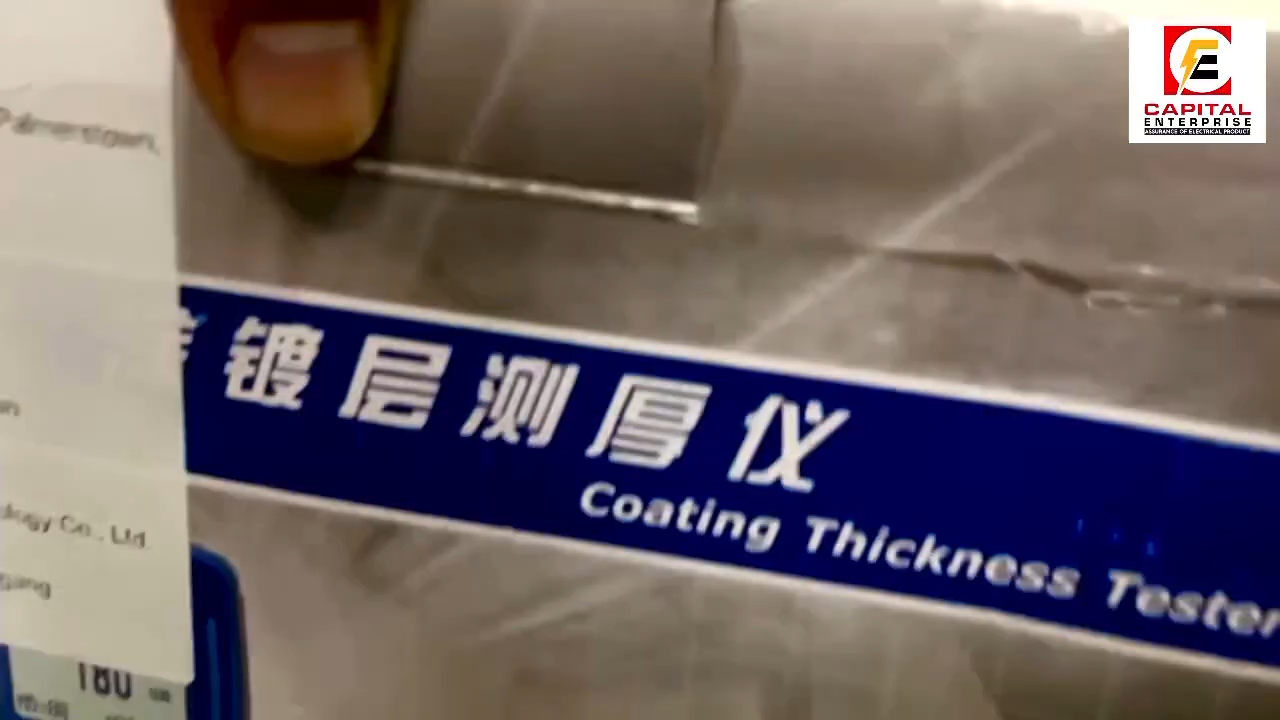 CAPITAL
ENTERPRISE
ASSURANCE OF ELECTRICAL PRODUCT
镀层测厚仪
Coating Thickness Tester
Co., Ltd.
180